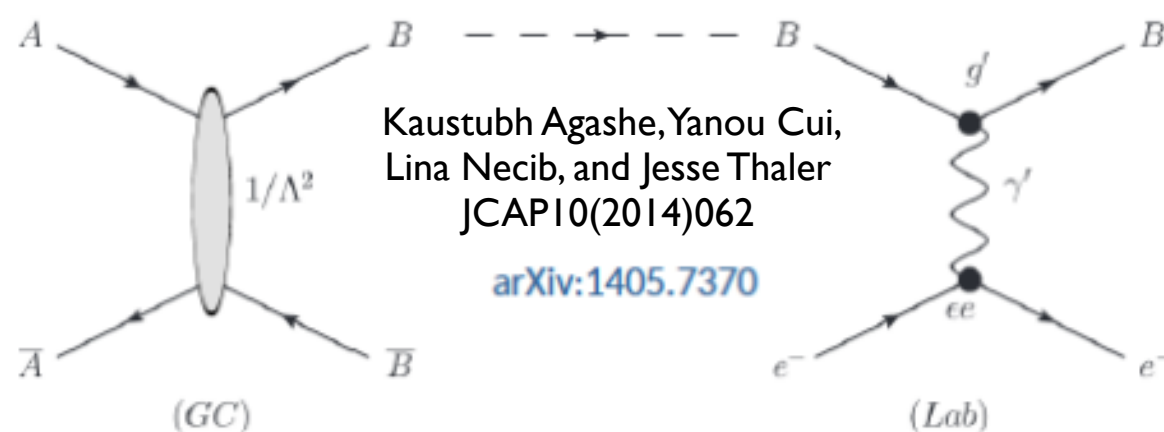 A B B B
g′
Kaustubh Agashe, Yanou Cui,
Lina Necib, and Jesse Thaler
1/Λ² γ′
JCAP10(2014)062
arXiv:1405.7370
ϵe
A̅ B̅ e⁻ e⁻
(GC) (Lab)